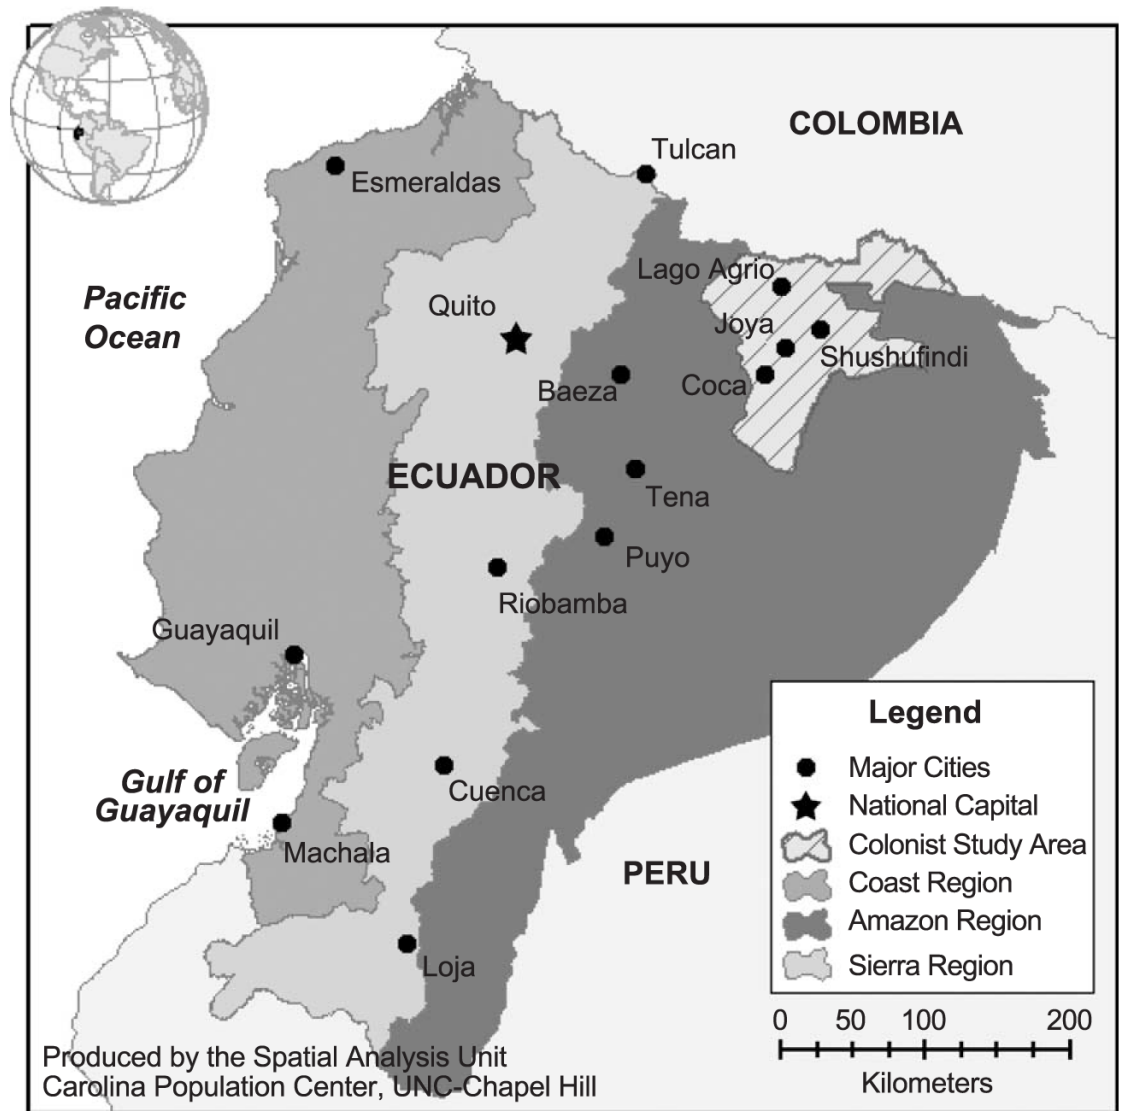 COLOMBIA
Tulcan
Esmeraldas
Pacific
Ocean
Lago Agrio
Quito
Joya
Shushufindi
Baeza
Coca
ECUADOR
Tena
Puyo
Riobamba
Guayaquil
Gulf of
Guayaquil
Cuenca
Machala
PERU
Loja
Legend
Major Cities
National Capital
Colonist Study Area
Coast Region
Amazon Region
Sierra Region
0 50 100 200
Kilometers
Produced by the Spatial Analysis Unit
Carolina Population Center, UNC-Chapel Hill